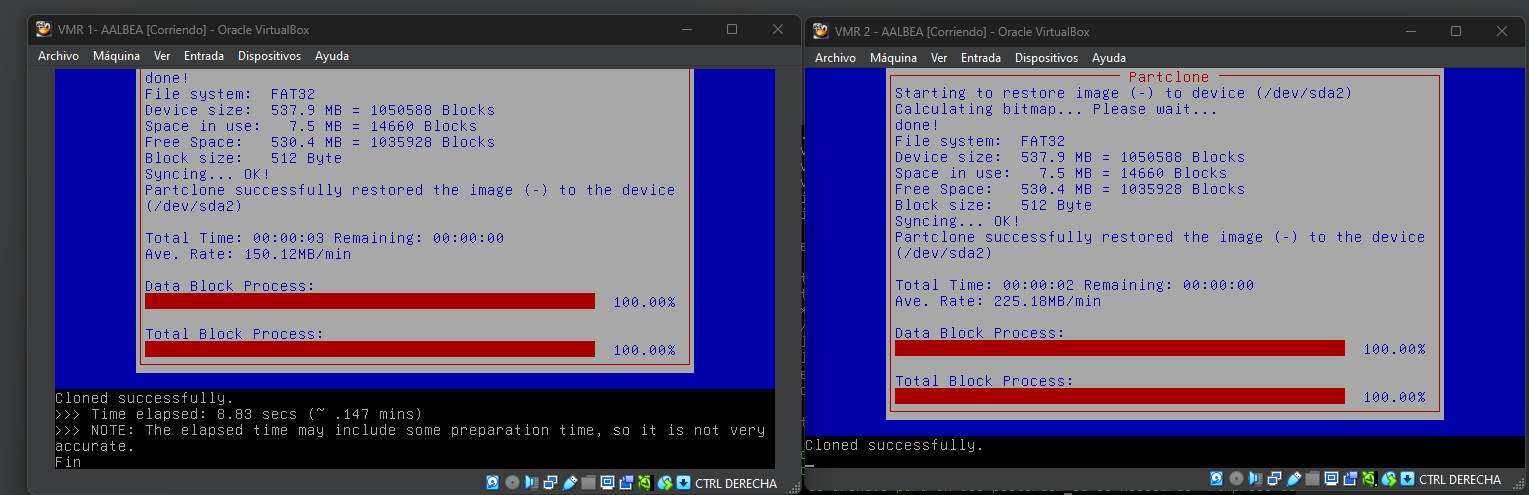 VMR 1- AALBEA [Corriendo] - Oracle VirtualBox
Archivo Máquina Ver Entrada Dispositivos Ayuda
done!
File system: FAT32
Device size: 537.9 MB = 1050588 Blocks
Space in use: 7.5 MB = 14660 Blocks
Free Space: 530.4 MB = 1035928 Blocks
Block size: 512 Byte
Syncing... OK!
Partclone successfully restored the image (-) to the device
(/dev/sda2)
Total Time: 00:00:03 Remaining: 00:00:00
Ave. Rate: 150.12MB/min
Data Block Process:
100.00%
Total Block Process:
100.00%
Cloned successfully.
>>> Time elapsed: 8.83 secs (~ .147 mins)
>>> NOTE: The elapsed time may include some preparation time, so it is not very
accurate.
Fin
CTRL DERECHA
VMR 2 - AALBEA [Corriendo] - Oracle VirtualBox
Archivo Máquina Ver Entrada Dispositivos Ayuda
Partclone
Starting to restore image (-) to device (/dev/sda2)
Calculating bitmap... Please wait...
done!
File system: FAT32
Device size: 537.9 MB = 1050588 Blocks
Space in use: 7.5 MB = 14660 Blocks
Free Space: 530.4 MB = 1035928 Blocks
Block size: 512 Byte
Syncing... OK!
Partclone successfully restored the image (-) to the device
(/dev/sda2)
Total Time: 00:00:02 Remaining: 00:00:00
Ave. Rate: 225.18MB/min
Data Block Process:
100.00%
Total Block Process:
100.00%
Cloned successfully.
CTRL DERECHA